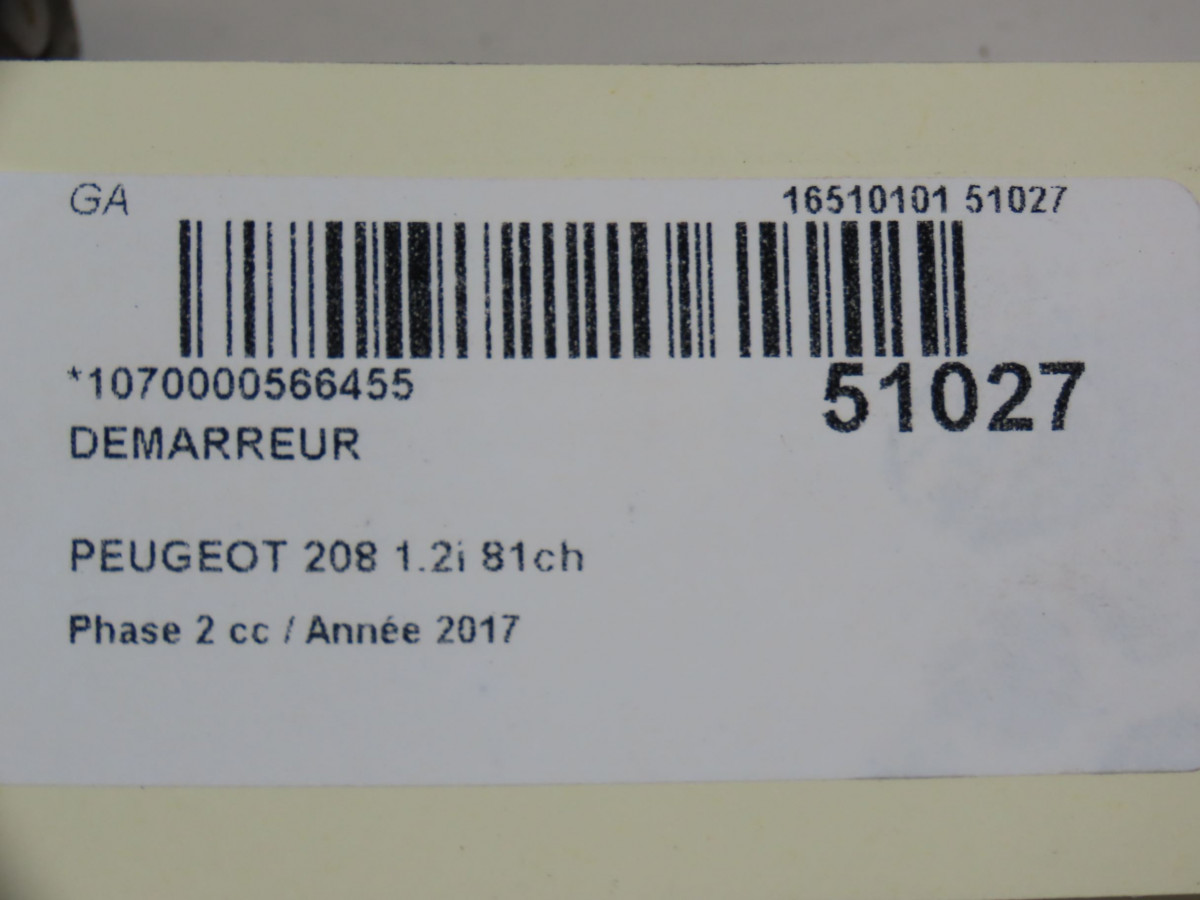 GA
16510101 51027
*1070000566455
51027
DEMARREUR
PEUGEOT 208 1.2i 81ch
Phase 2 cc / Année 2017